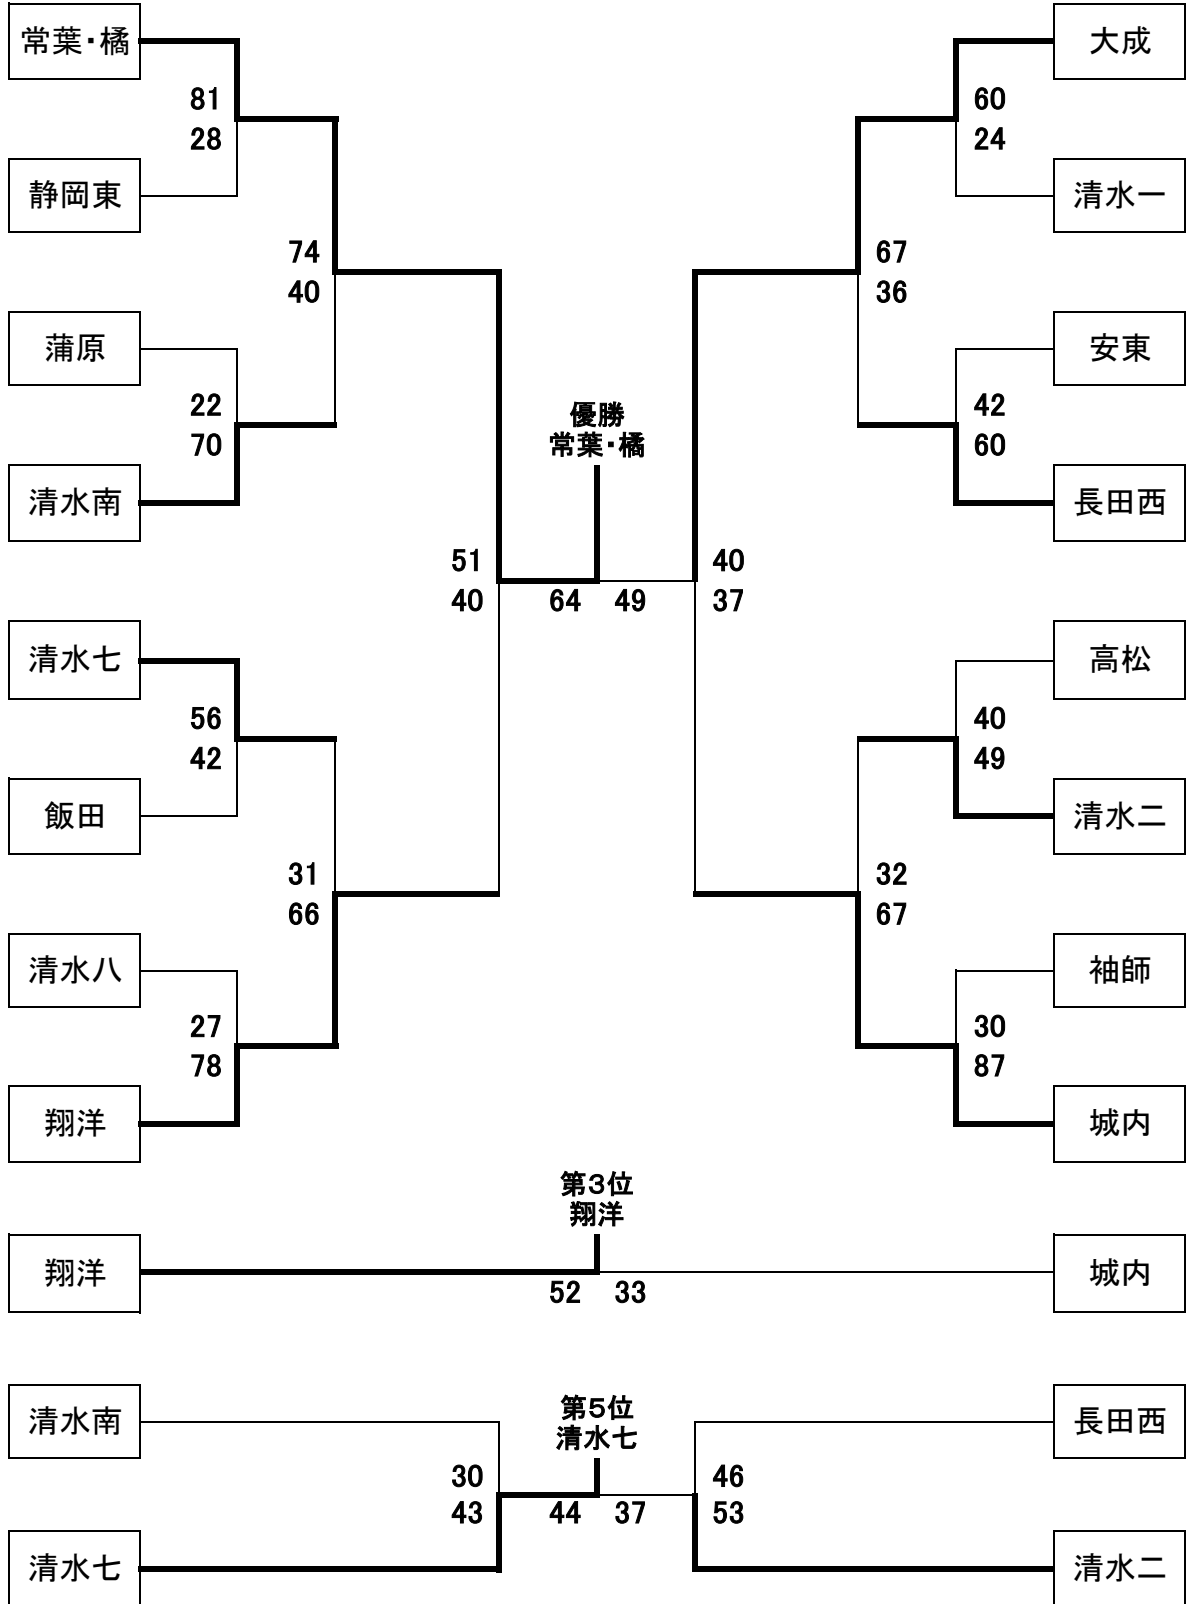 常葉・橘
大成
81
28
60
24
静岡東
清水一
74
40
67
36
蒲原
安東
22
70
優勝
常葉・橘
42
60
清水南
長田西
51
40
64 49
40
37
清水七
高松
56
42
40
49
飯田
清水二
31
66
32
67
清水八
袖師
27
78
30
87
翔洋
城内
第3位
翔洋
翔洋
城内
52 33
清水南
第5位
清水七
長田西
30
43
44 37
46
53
清水七
清水二